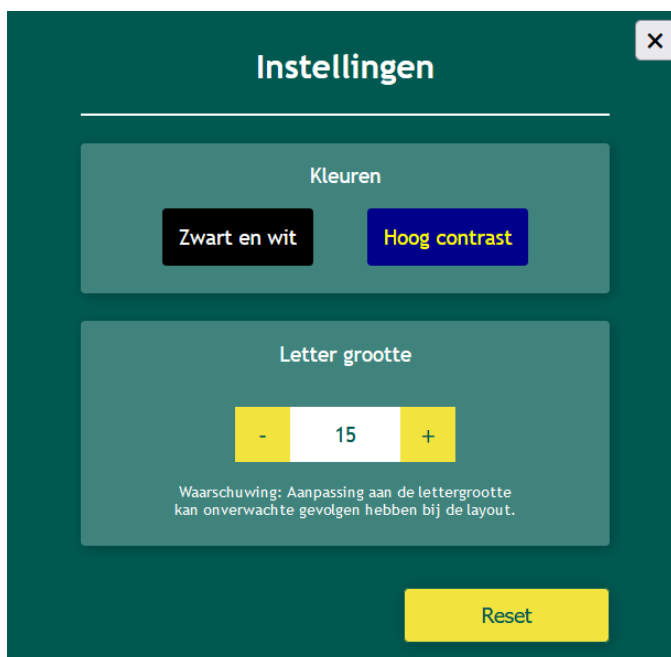 ×
Instellingen
Kleuren
Zwart en wit
Hoog contrast
Letter grootte
- 15 +
Waarschuwing: Aanpassing aan de lettergrootte
kan onverwachte gevolgen hebben bij de layout.
Reset